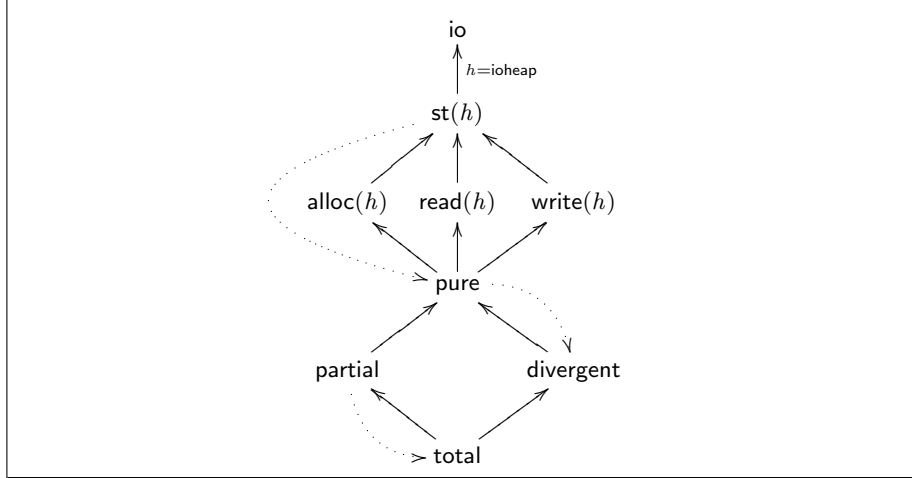 io
h=ioheap
st(h)
alloc(h) read(h) write(h)
pure
partial divergent
total